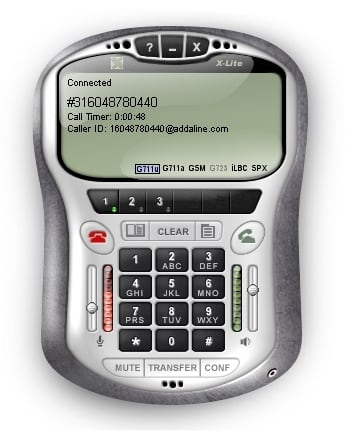 ? – X
X-Lite
Connected
#316048780440
Call Timer: 0:00:48
Caller ID: 16048780440@addaline.com
G711u G711a GSM G723 iLBC SPX
1 2 3
CLEAR
1 2 ABC 3 DEF
4 GHI 5 JKL 6 MNO
7 PRS 8 TUV 9 WXY
* 0 #
MUTE TRANSFER CONF